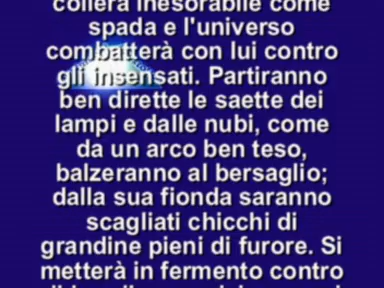 collera inesorabile come
spada e l'universo
combatterà con lui contro
gli insensati. Partiranno
ben dirette le saette dei
lampi e dalle nubi, come
da un arco ben teso,
balzeranno al bersaglio;
dalla sua fionda saranno
scagliati chicchi di
grandine pieni di furore. Si
metterà in fermento contro